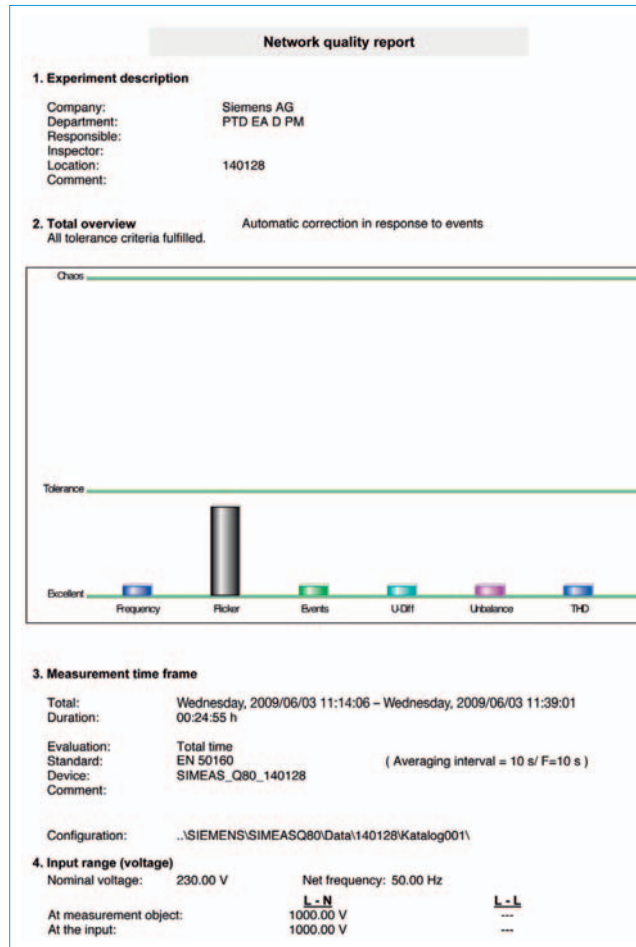 Network quality report
1. Experiment description
Company: Siemens AG
Department: PTD EA D PM
Responsible:
Inspector:
Location: 140128
Comment:
2. Total overview Automatic correction in response to events
All tolerance criteria fulfilled.
Chaos
Tolerance
Excellent
Frequency Flicker Events U-Diff Unbalance THD
3. Measurement time frame
Total: Wednesday, 2009/06/03 11:14:06 – Wednesday, 2009/06/03 11:39:01
Duration: 00:24:55 h
Evaluation: Total time
Standard: EN 50160 ( Averaging interval = 10 s/ F=10 s )
Device: SIMEAS_Q80_140128
Comment:
Configuration: ..\SIEMENS\SIMEASQ80\Data\140128\Katalog001\
4. Input range (voltage)
Nominal voltage: 230.00 V Net frequency: 50.00 Hz
L - N L - L
At measurement object: 1000.00 V ---
At the input: 1000.00 V ---